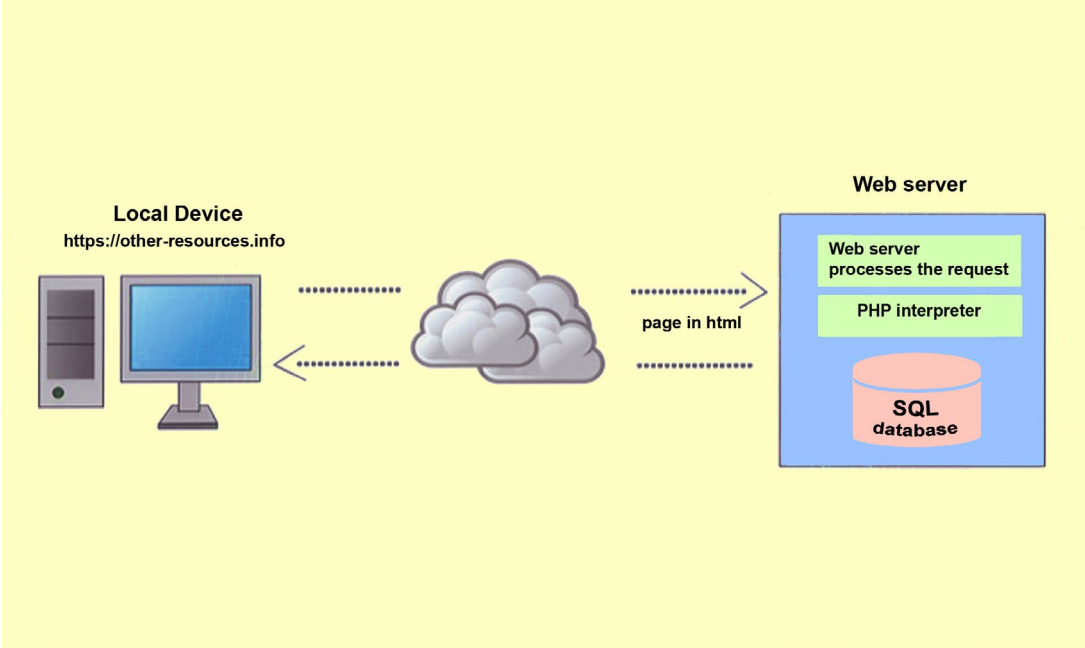 Local Device
https://other-resources.info
page in html
Web server
Web server
processes the request
PHP interpreter
SQL
database